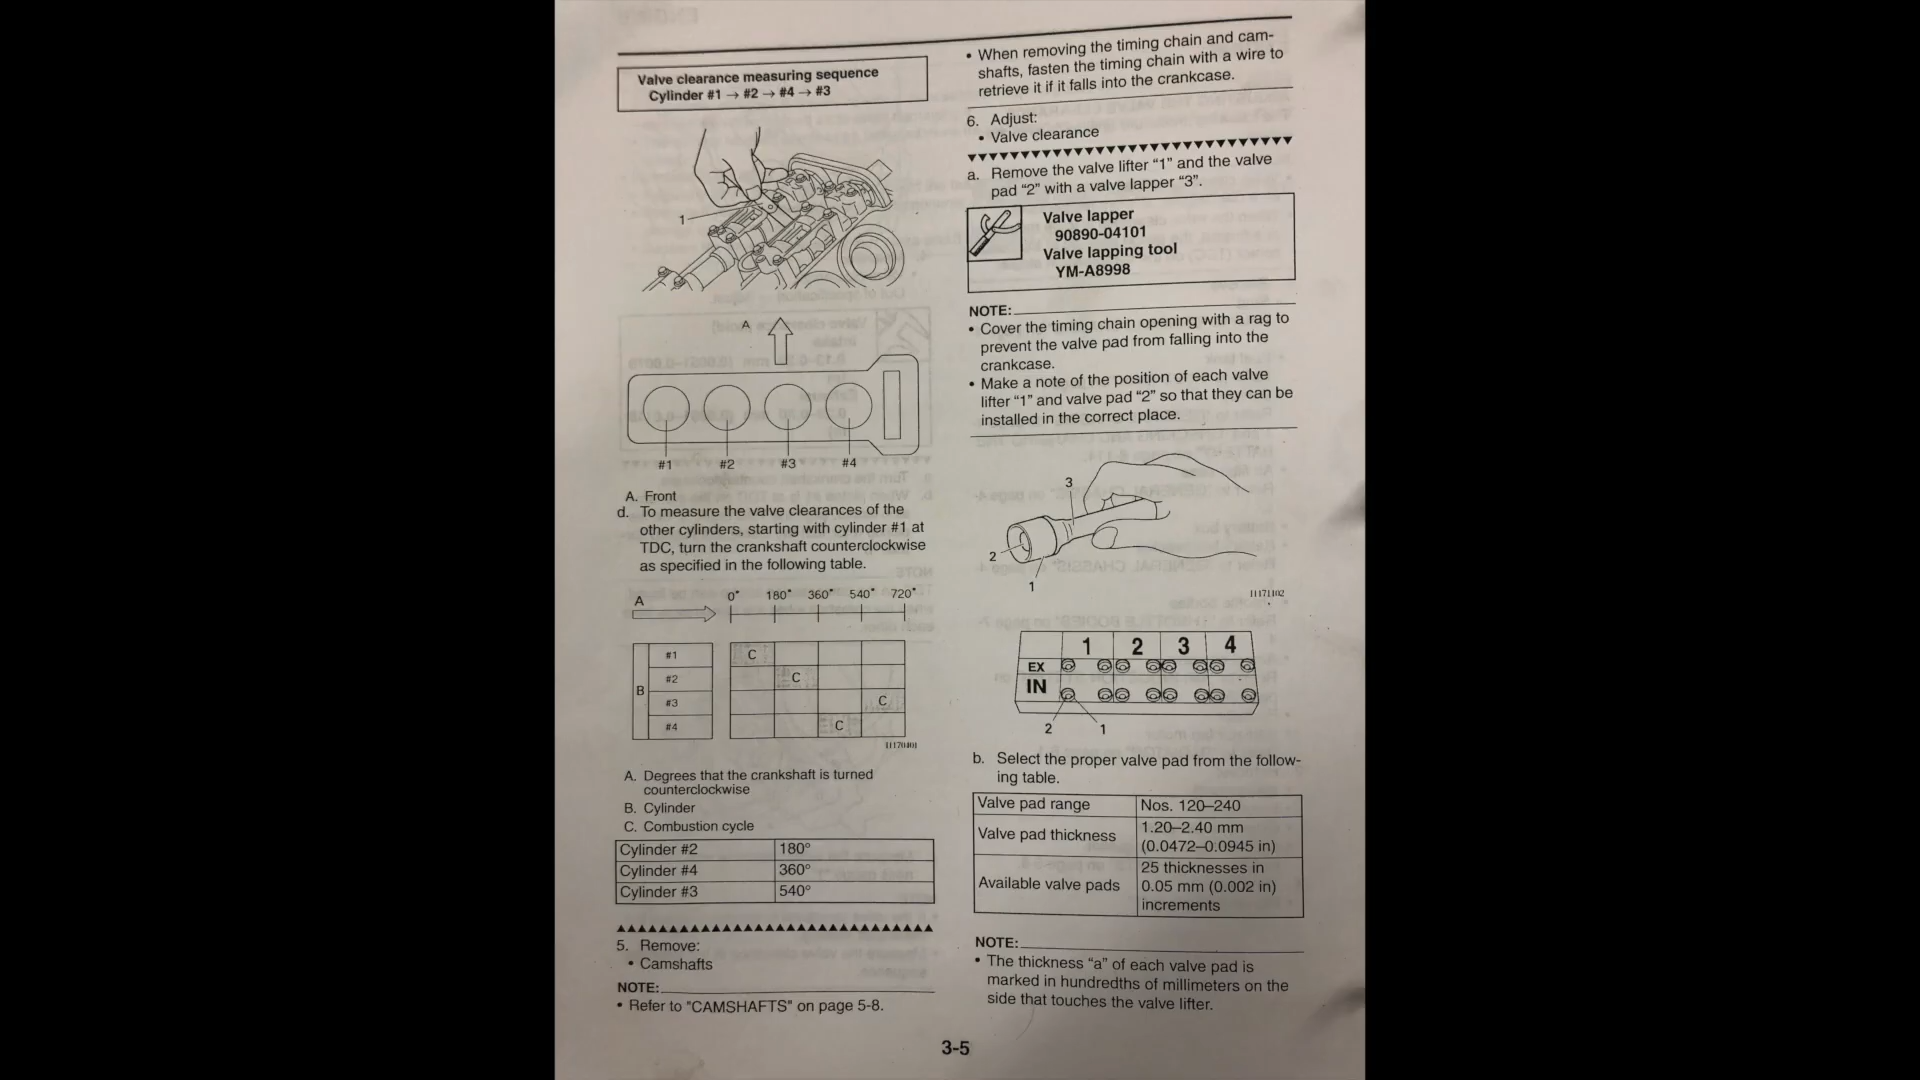 Valve clearance measuring sequence
Cylinder #1 → #2 → #4 → #3
1
A
#1 #2 #3 #4
A. Front
d. To measure the valve clearances of the
other cylinders, starting with cylinder #1 at
TDC, turn the crankshaft counterclockwise
as specified in the following table.
A 0° 180° 360° 540° 720°
B
#1 C
#2 C
#3 C
#4 C
11170401
A. Degrees that the crankshaft is turned
counterclockwise
B. Cylinder
C. Combustion cycle
Cylinder #2 180°
Cylinder #4 360°
Cylinder #3 540°
5. Remove:
• Camshafts
NOTE:
• Refer to "CAMSHAFTS" on page 5-8.
• When removing the timing chain and cam-
shafts, fasten the timing chain with a wire to
retrieve it if it falls into the crankcase.
6. Adjust:
• Valve clearance
a. Remove the valve lifter “1” and the valve
pad “2” with a valve lapper “3”.
Valve lapper
90890-04101
Valve lapping tool
YM-A8998
NOTE:
• Cover the timing chain opening with a rag to
prevent the valve pad from falling into the
crankcase.
• Make a note of the position of each valve
lifter “1” and valve pad “2” so that they can be
installed in the correct place.
3
2
1
11171102
1 2 3 4
EX
IN
2 1
b. Select the proper valve pad from the follow-
ing table.
Valve pad range Nos. 120–240
Valve pad thickness 1.20–2.40 mm
(0.0472–0.0945 in)
Available valve pads 25 thicknesses in
0.05 mm (0.002 in)
increments
NOTE:
• The thickness “a” of each valve pad is
marked in hundredths of millimeters on the
side that touches the valve lifter.
3-5